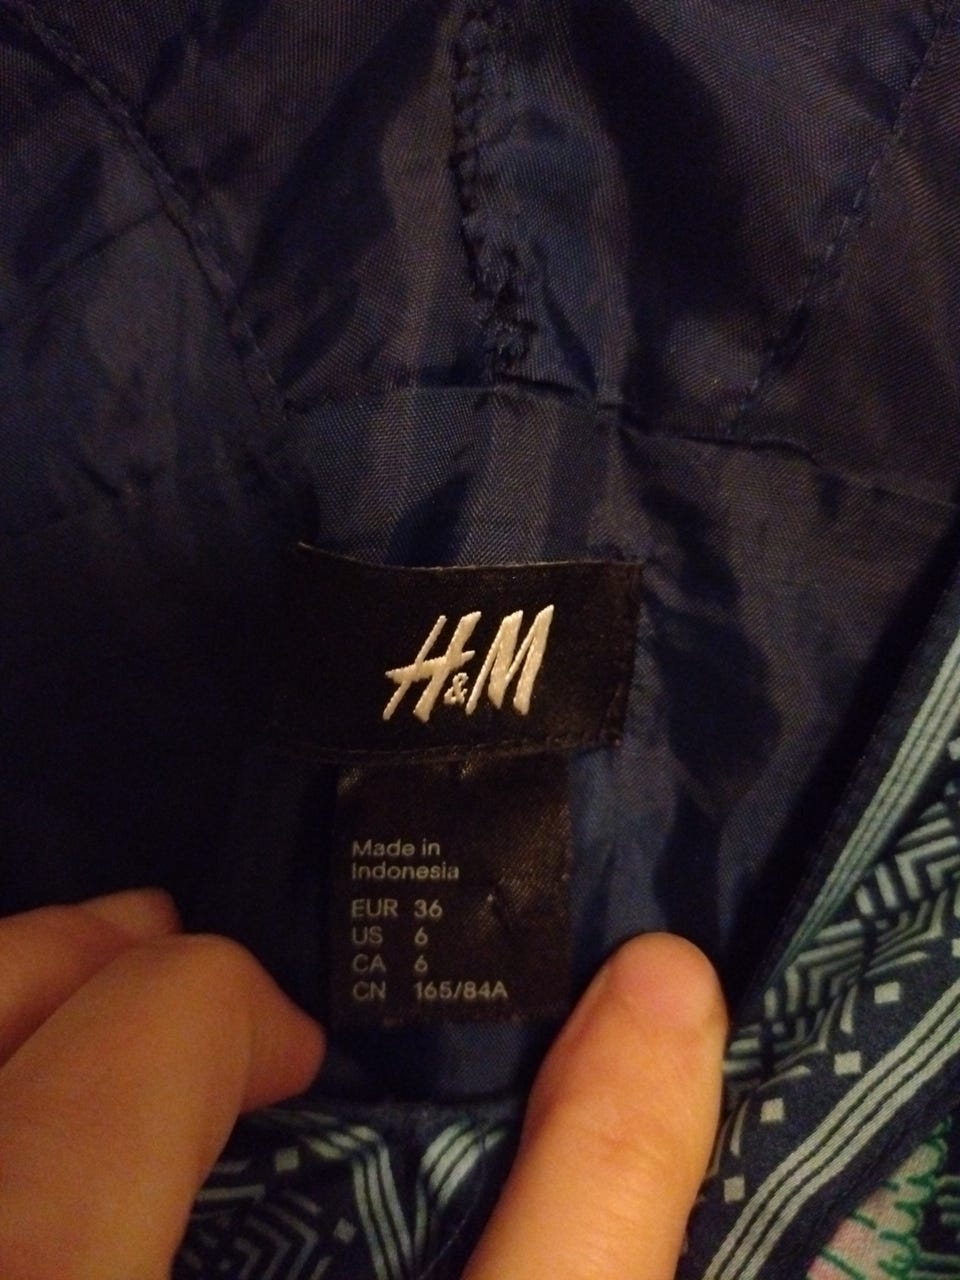 H&M
Made in
Indonesia
EUR 36
US 6
CA 6
CN 165/84A